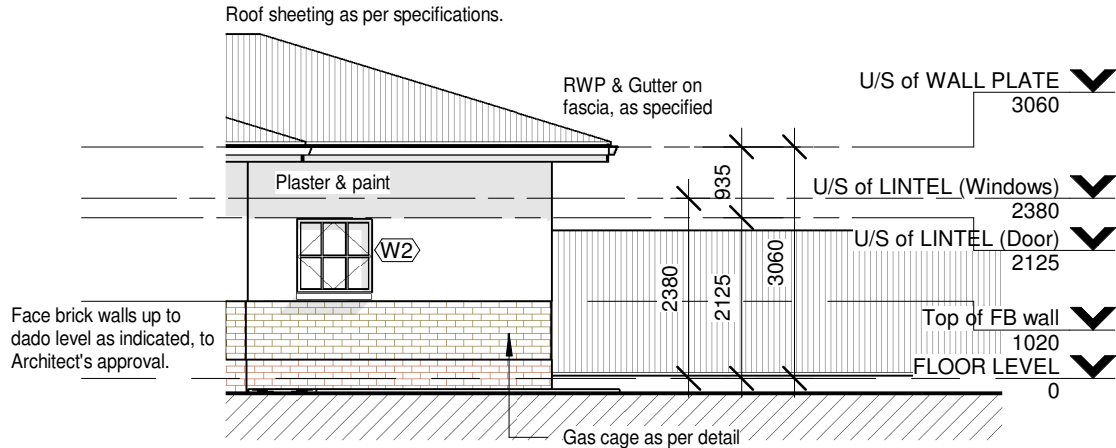 Roof sheeting as per specifications.
RWP & Gutter on
fascia, as specified
U/S of WALL PLATE
3060
Plaster & paint
935
U/S of LINTEL (Windows)
2380
W2
U/S of LINTEL (Door)
2125
2380
2125
3060
Face brick walls up to
dado level as indicated, to
Architect's approval.
Top of FB wall
1020
FLOOR LEVEL
0
Gas cage as per detail